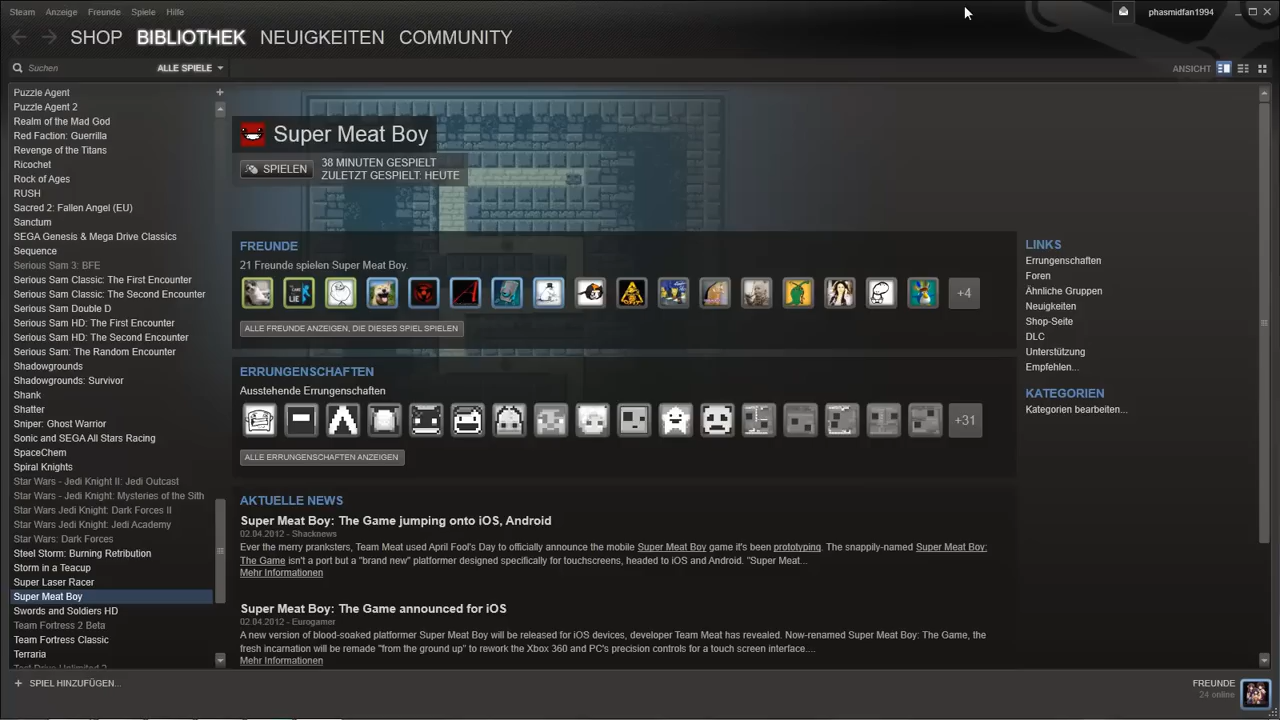 Steam Anzeige Freunde Spiele Hilfe
phasmidfan1994
SHOP BIBLIOTHEK NEUIGKEITEN COMMUNITY
Suchen ALLE SPIELE
ANSICHT
Puzzle Agent
Puzzle Agent 2
Realm of the Mad God
Red Faction: Guerrilla
Revenge of the Titans
Ricochet
Rock of Ages
RUSH
Sacred 2: Fallen Angel (EU)
Sanctum
SEGA Genesis & Mega Drive Classics
Sequence
Serious Sam 3: BFE
Serious Sam Classic: The First Encounter
Serious Sam Classic: The Second Encounter
Serious Sam Double D
Serious Sam HD: The First Encounter
Serious Sam HD: The Second Encounter
Serious Sam: The Random Encounter
Shadowgrounds
Shadowgrounds: Survivor
Shank
Shatter
Sniper: Ghost Warrior
Sonic and SEGA All Stars Racing
SpaceChem
Spiral Knights
Star Wars - Jedi Knight II: Jedi Outcast
Star Wars - Jedi Knight: Mysteries of the Sith
Star Wars Jedi Knight: Dark Forces II
Star Wars Jedi Knight: Jedi Academy
Star Wars: Dark Forces
Steel Storm: Burning Retribution
Storm in a Teacup
Super Laser Racer
Super Meat Boy
Swords and Soldiers HD
Team Fortress 2 Beta
Team Fortress Classic
Terraria
Test Drive Unlimited 2
+ SPIEL HINZUFÜGEN...
Super Meat Boy
SPIELEN
38 MINUTEN GESPIELT
ZULETZT GESPIELT: HEUTE
FREUNDE
21 Freunde spielen Super Meat Boy.
+4
ALLE FREUNDE ANZEIGEN, DIE DIESES SPIEL SPIELEN
ERRUNGENSCHAFTEN
Ausstehende Errungenschaften
+31
ALLE ERRUNGENSCHAFTEN ANZEIGEN
AKTUELLE NEWS
Super Meat Boy: The Game jumping onto iOS, Android
02.04.2012 - Shacknews
Ever the merry pranksters, Team Meat used April Fool's Day to officially announce the mobile Super Meat Boy game it's been prototyping. The snappily-named Super Meat Boy:
The Game isn't a port but a "brand new" platformer designed specifically for touchscreens, headed to iOS and Android. "Super Meat...
Mehr Informationen
Super Meat Boy: The Game announced for iOS
02.04.2012 - Eurogamer
A new version of blood-soaked platformer Super Meat Boy will be released for iOS devices, developer Team Meat has revealed. Now-renamed Super Meat Boy: The Game, the
fresh incarnation will be remade "from the ground up" to rework the Xbox 360 and PC's precision controls for a touch screen interface....
Mehr Informationen
LINKS
Errungenschaften
Foren
Ähnliche Gruppen
Neuigkeiten
Shop-Seite
DLC
Unterstützung
Empfehlen...
KATEGORIEN
Kategorien bearbeiten...
FREUNDE
24 online